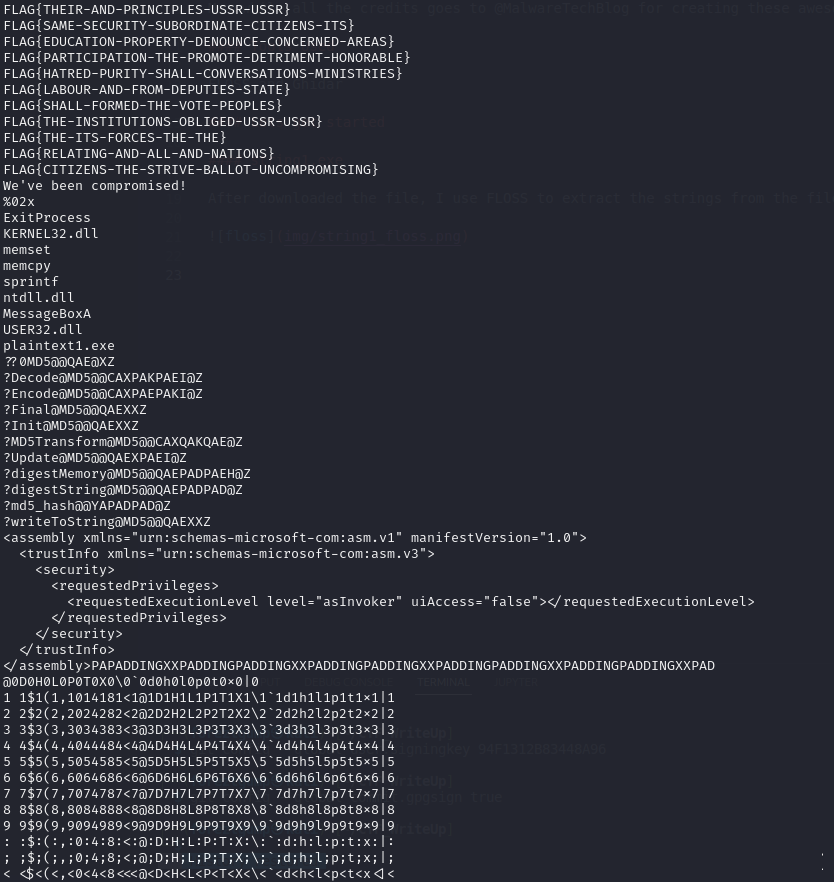 FLAG{THEIR-AND-PRINCIPLES-USSR-USSR}
FLAG{SAME-SECURITY-SUBORDINATE-CITIZENS-ITS}
FLAG{EDUCATION-PROPERTY-DENOUNCE-CONCERNED-AREAS}
FLAG{PARTICIPATION-THE-PROMOTE-DETRIMENT-HONORABLE}
FLAG{HATRED-PURITY-SHALL-CONVERSATIONS-MINISTRIES}
FLAG{LABOUR-AND-FROM-DEPUTIES-STATE}
FLAG{SHALL-FORMED-THE-VOTE-PEOPLES}
FLAG{THE-INSTITUTIONS-OBLIGED-USSR-USSR}
FLAG{THE-ITS-FORCES-THE-THE}
FLAG{RELATING-AND-ALL-AND-NATIONS}
FLAG{CITIZENS-THE-STRIVE-BALLOT-UNCOMPROMISING}
We've been compromised!
%02x
ExitProcess
KERNEL32.dll
memset
memcpy
sprintf
ntdll.dll
MessageBoxA
USER32.dll
plaintext1.exe
??0MD5@@QAE@XZ
?Decode@MD5@@CAXPAKPAEI@Z
?Encode@MD5@@CAXPAEPAKI@Z
?Final@MD5@@QAEXXZ
?Init@MD5@@QAEXXZ
?MD5Transform@MD5@@CAXQAKQAE@Z
?Update@MD5@@QAEXPAEI@Z
?digestMemory@MD5@@QAEPADPAEH@Z
?digestString@MD5@@QAEPADPAD@Z
?md5_hash@@YAPADPAD@Z
?writeToString@MD5@@QAEXXZ
<assembly xmlns="urn:schemas-microsoft-com:asm.v1" manifestVersion="1.0">
<trustInfo xmlns="urn:schemas-microsoft-com:asm.v3">
<security>
<requestedPrivileges>
<requestedExecutionLevel level="asInvoker" uiAccess="false"></requestedExecutionLevel>
</requestedPrivileges>
</security>
</trustInfo>
</assembly>PAPADDINGXXPADDINGPADDINGXXPADDINGPADDINGXXPADDINGPADDINGXXPADDINGPADDINGXXPAD
@0D0H0L0P0T0X0\0`0d0h0l0p0t0x0|0
1 1$1(1,1014181<1@1D1H1L1P1T1X1\1`1d1h1l1p1t1x1|1
2 2$2(2,2024282<2@2D2H2L2P2T2X2\2`2d2h2l2p2t2x2|2
3 3$3(3,3034383<3@3D3H3L3P3T3X3\3`3d3h3l3p3t3x3|3
4 4$4(4,4044484<4@4D4H4L4P4T4X4\4`4d4h4l4p4t4x4|4
5 5$5(5,5054585<5@5D5H5L5P5T5X5\5`5d5h5l5p5t5x5|5
6 6$6(6,6064686<6@6D6H6L6P6T6X6\6`6d6h6l6p6t6x6|6
7 7$7(7,7074787<7@7D7H7L7P7T7X7\7`7d7h7l7p7t7x7|7
8 8$8(8,8084888<8@8D8H8L8P8T8X8\8`8d8h8l8p8t8x8|8
9 9$9(9,9094989<9@9D9H9L9P9T9X9\9`9d9h9l9p9t9x9|9
: :$:(:,:0:4:8:<:@:D:H:L:P:T:X:\:`:d:h:l:p:t:x:|:
; ;$;(;,;0;4;8;<;@;D;H;L;P;T;X;\;`;d;h;l;p;t;x;|;
< <$<(<,<0<4<8<<<@<D<H<L<P<T<X<\<`<d<h<l<p<t<x<|<